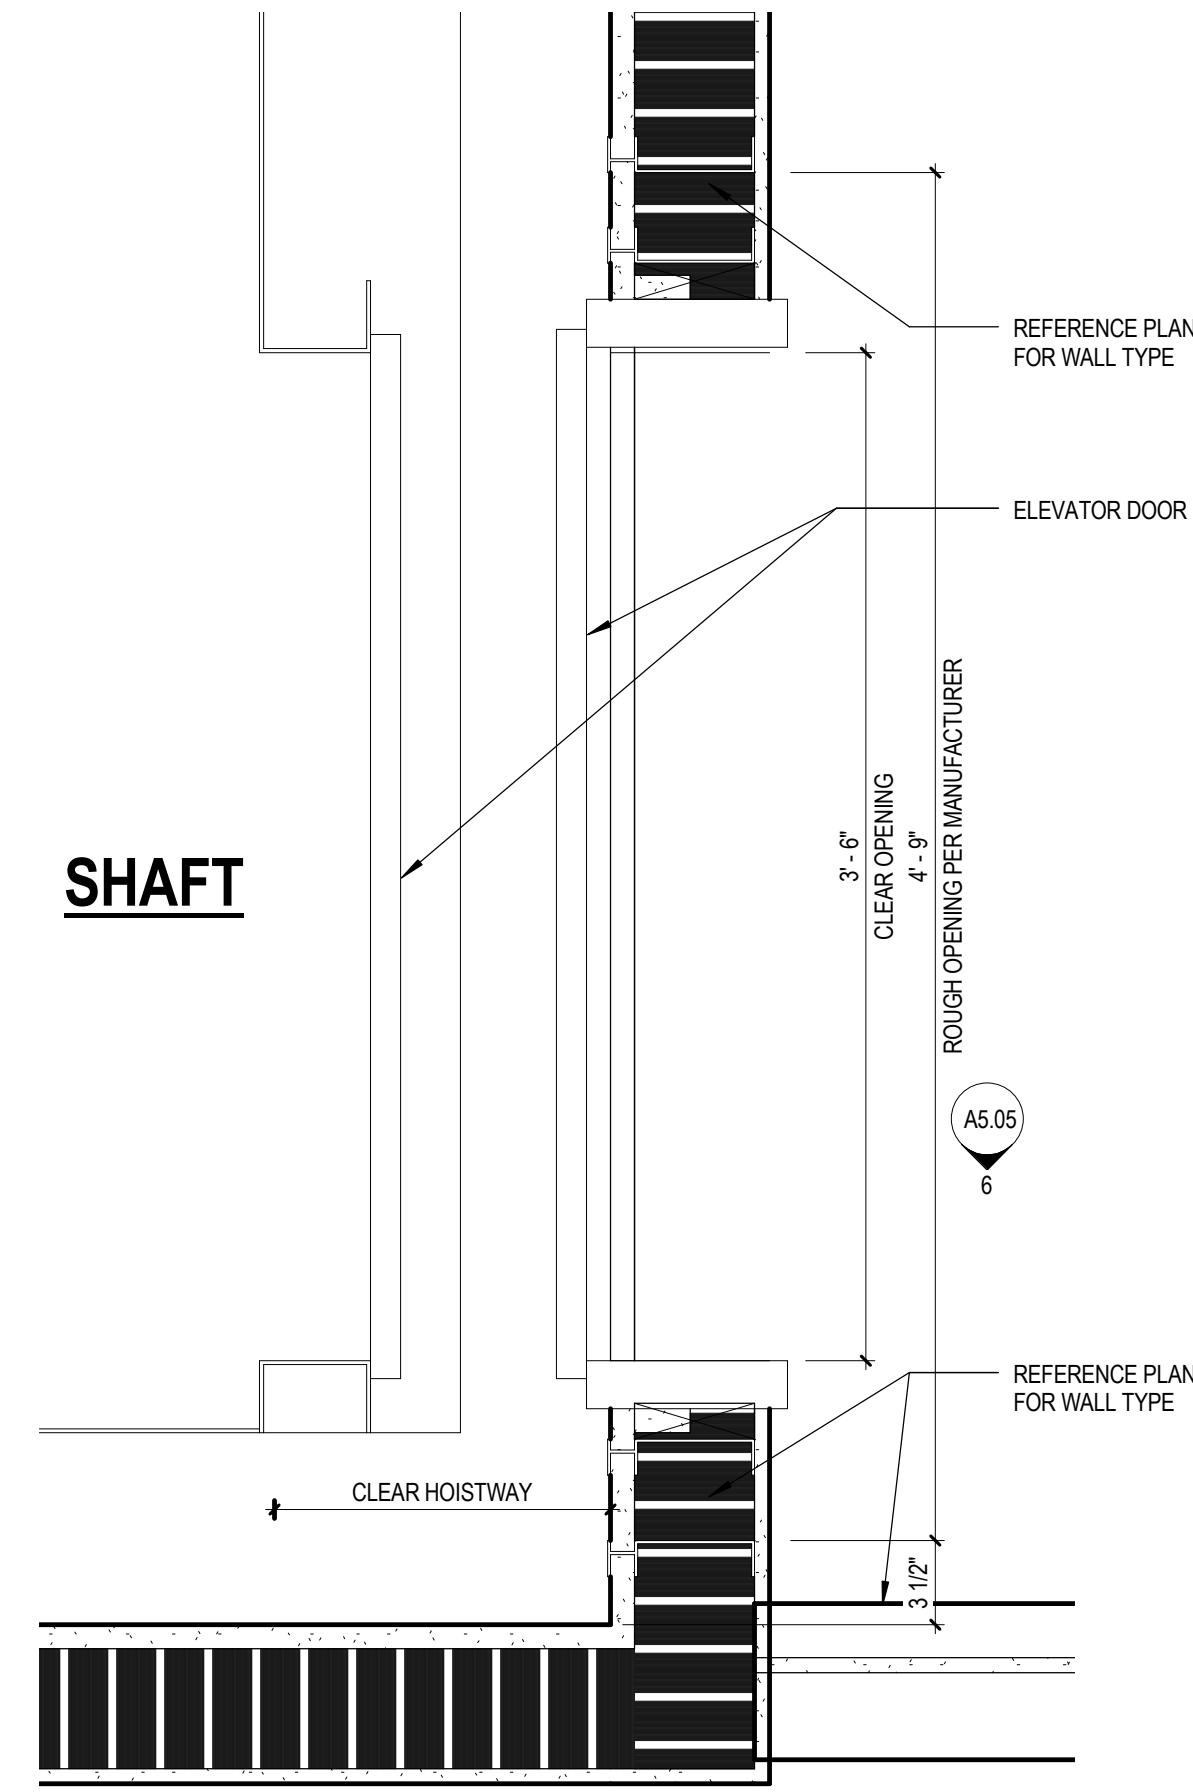 REFERENCE PLAN
FOR WALL TYPE
ELEVATOR DOOR
SHAFT
3' - 6"
CLEAR OPENING
4' - 9"
ROUGH OPENING PER MANUFACTURER
A5.05
6
REFERENCE PLAN
FOR WALL TYPE
CLEAR HOISTWAY
3 1/2"